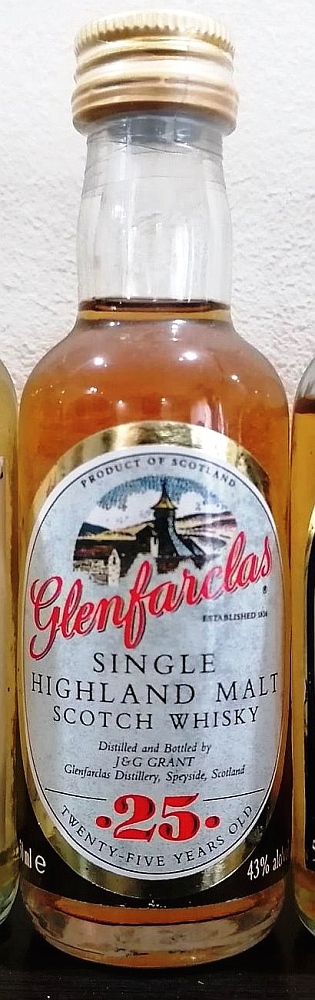 PRODUCT OF SCOTLAND
Glenfarclas
®
ESTABLISHED 1836
SINGLE
HIGHLAND MALT
SCOTCH WHISKY
Distilled and Bottled by
J&G GRANT
Glenfarclas Distillery, Speyside, Scotland
·25·
TWENTY-FIVE YEARS OLD
ml e
43%